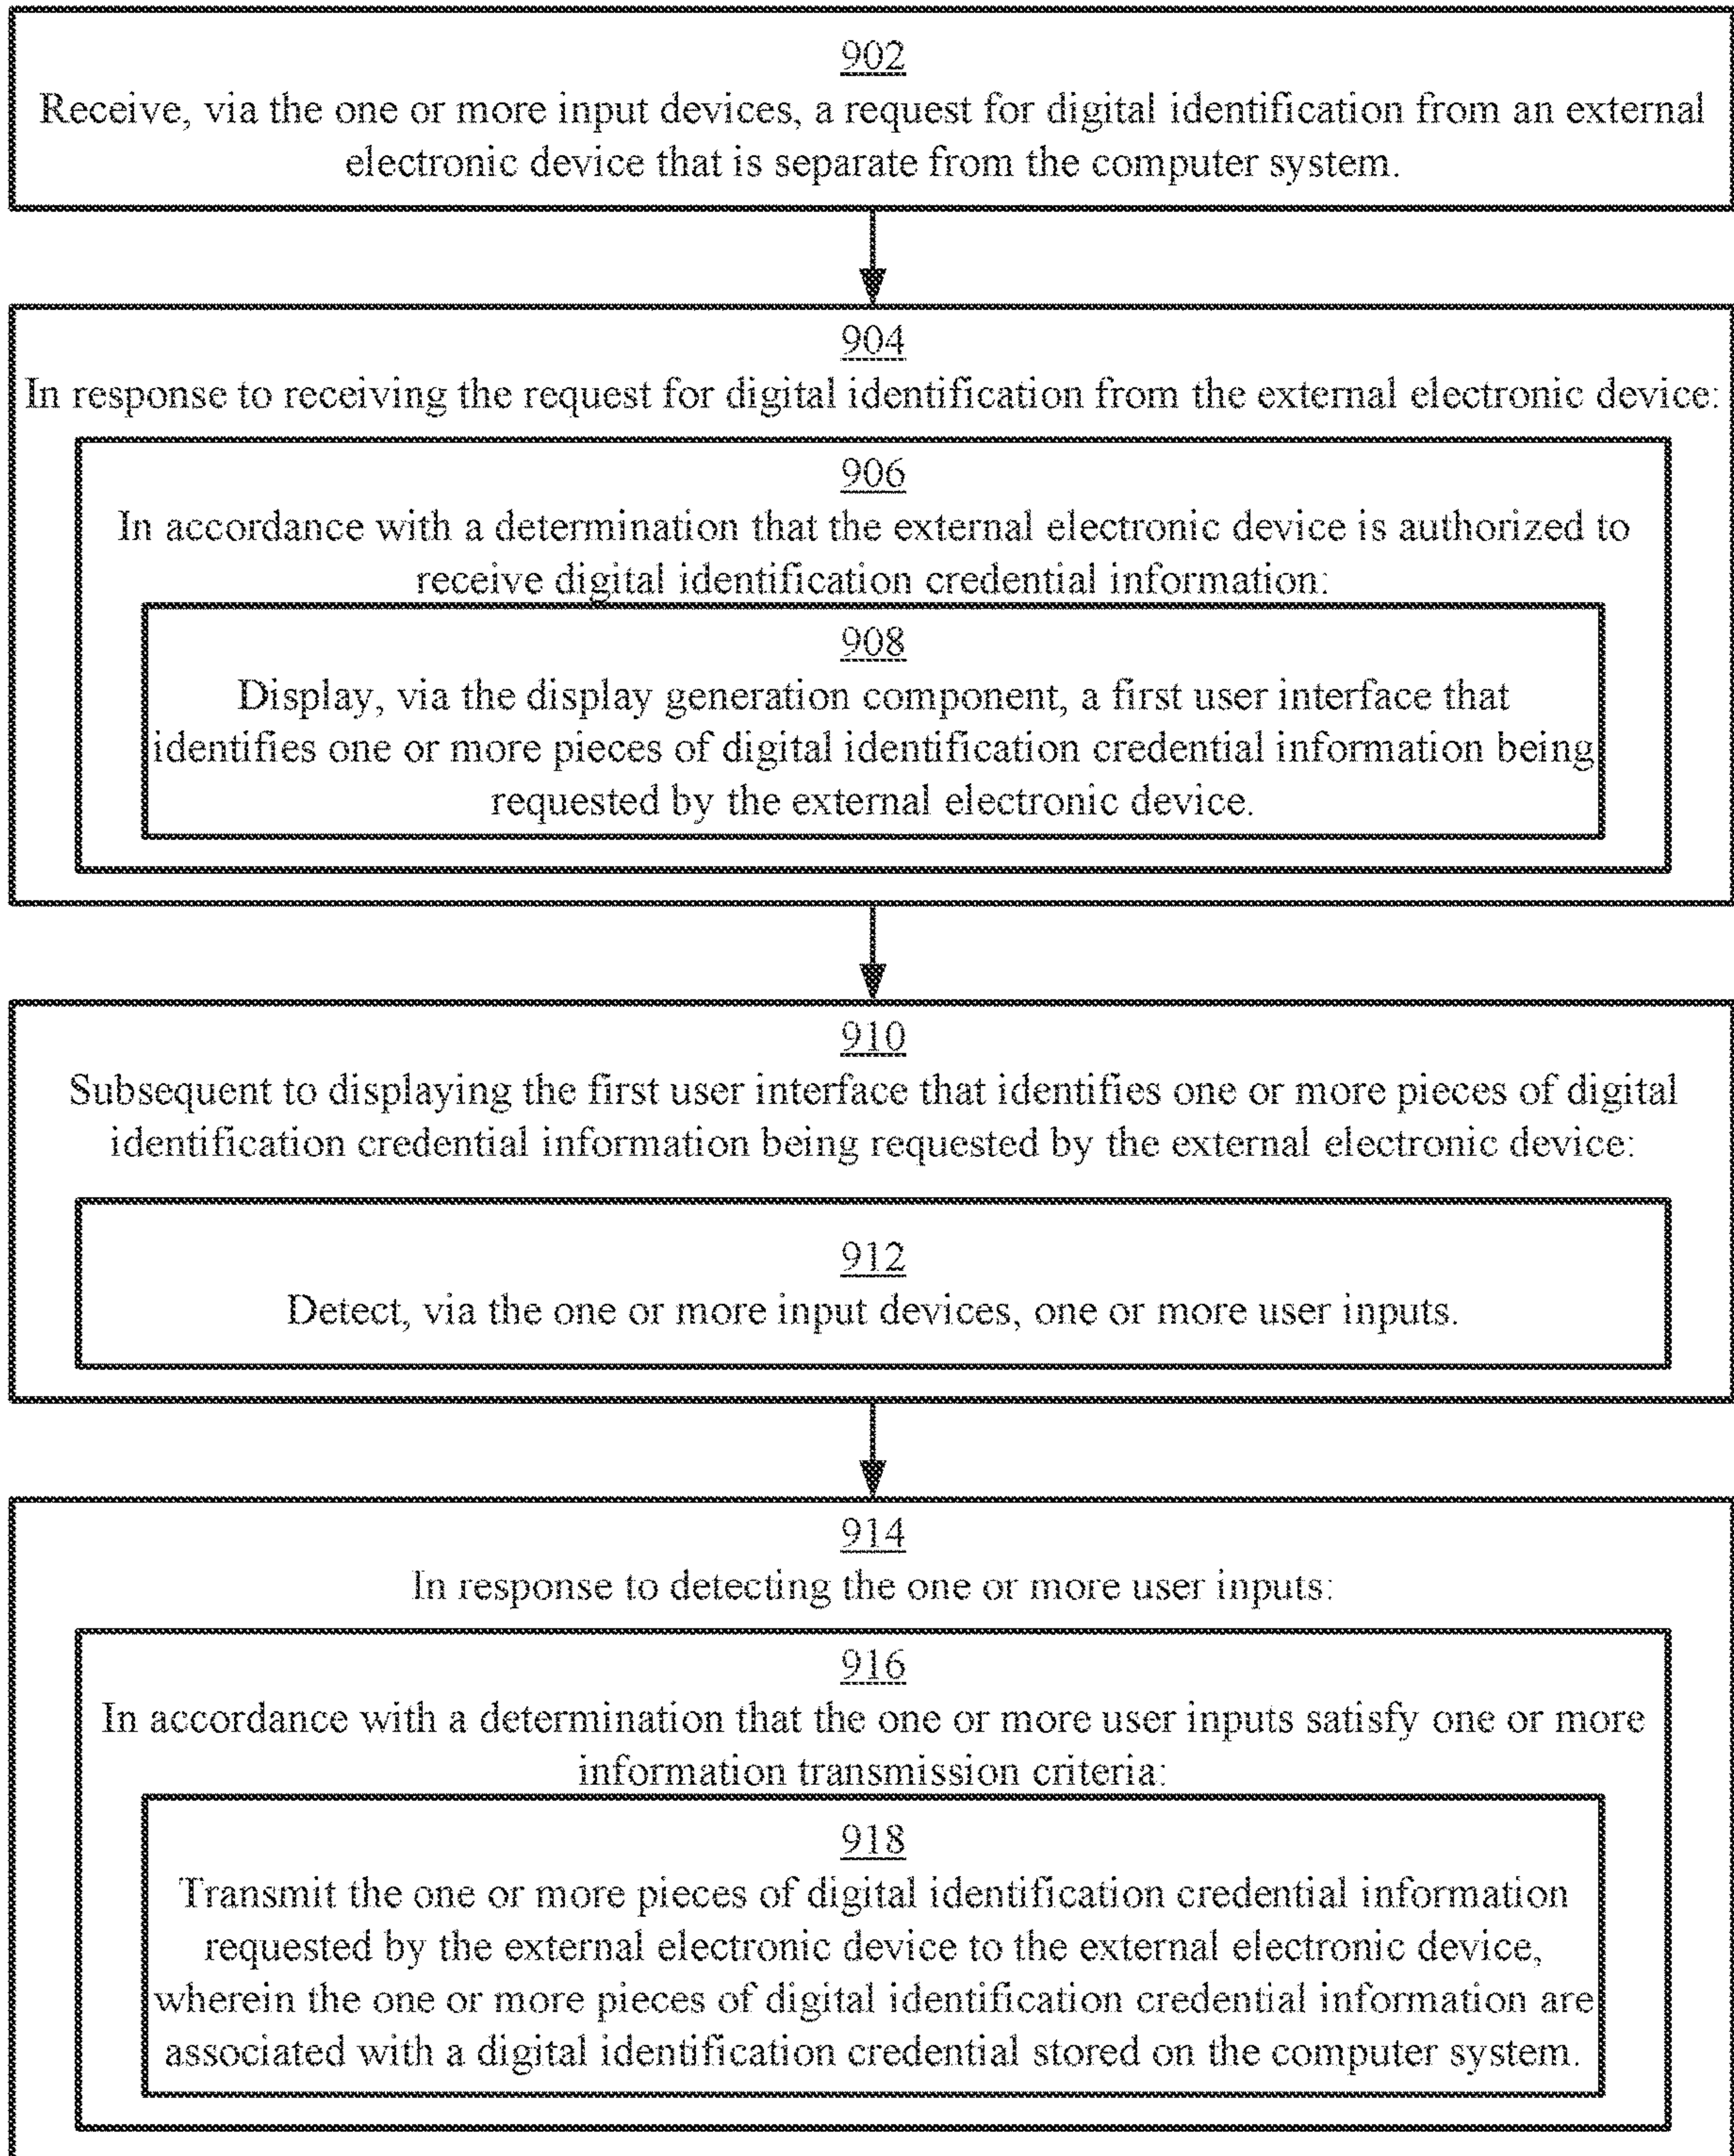 902
Receive, via the one or more input devices, a request for digital identification from an external
electronic device that is separate from the computer system.
904
In response to receiving the request for digital identification from the external electronic device:
906
In accordance with a determination that the external electronic device is authorized to
receive digital identification credential information:
908
Display, via the display generation component, a first user interface that
identifies one or more pieces of digital identification credential information being
requested by the external electronic device.
910
Subsequent to displaying the first user interface that identifies one or more pieces of digital
identification credential information being requested by the external electronic device:
912
Detect, via the one or more input devices, one or more user inputs.
914
In response to detecting the one or more user inputs:
916
In accordance with a determination that the one or more user inputs satisfy one or more
information transmission criteria:
918
Transmit the one or more pieces of digital identification credential information
requested by the external electronic device to the external electronic device,
wherein the one or more pieces of digital identification credential information are
associated with a digital identification credential stored on the computer system.